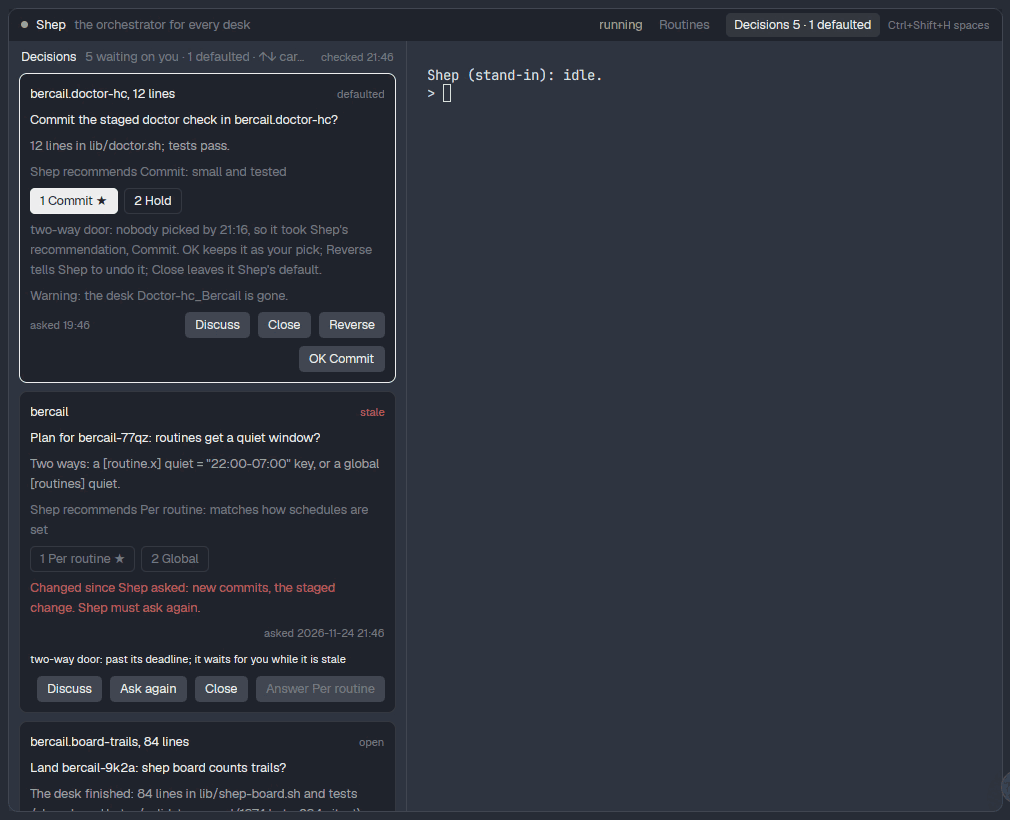 Shep the orchestrator for every desk
running Routines Decisions 5 · 1 defaulted Ctrl+Shift+H spaces
Decisions 5 waiting on you · 1 defaulted · ↑↓ car… checked 21:46
bercail.doctor-hc, 12 lines defaulted
Commit the staged doctor check in bercail.doctor-hc?
12 lines in lib/doctor.sh; tests pass.
Shep recommends Commit: small and tested
1 Commit ★ 2 Hold
two-way door: nobody picked by 21:16, so it took Shep's
recommendation, Commit. OK keeps it as your pick; Reverse
tells Shep to undo it; Close leaves it Shep's default.
Warning: the desk Doctor-hc_Bercail is gone.
asked 19:46 Discuss Close Reverse
OK Commit
bercail stale
Plan for bercail-77qz: routines get a quiet window?
Two ways: a [routine.x] quiet = "22:00-07:00" key, or a global
[routines] quiet.
Shep recommends Per routine: matches how schedules are
set
1 Per routine ★ 2 Global
Changed since Shep asked: new commits, the staged
change. Shep must ask again.
asked 2026-11-24 21:46
two-way door: past its deadline; it waits for you while it is stale
Discuss Ask again Close Answer Per routine
bercail.board-trails, 84 lines open
Land bercail-9k2a: shep board counts trails?
The desk finished: 84 lines in lib/shep-board.sh and tests
Shep (stand-in): idle.
>